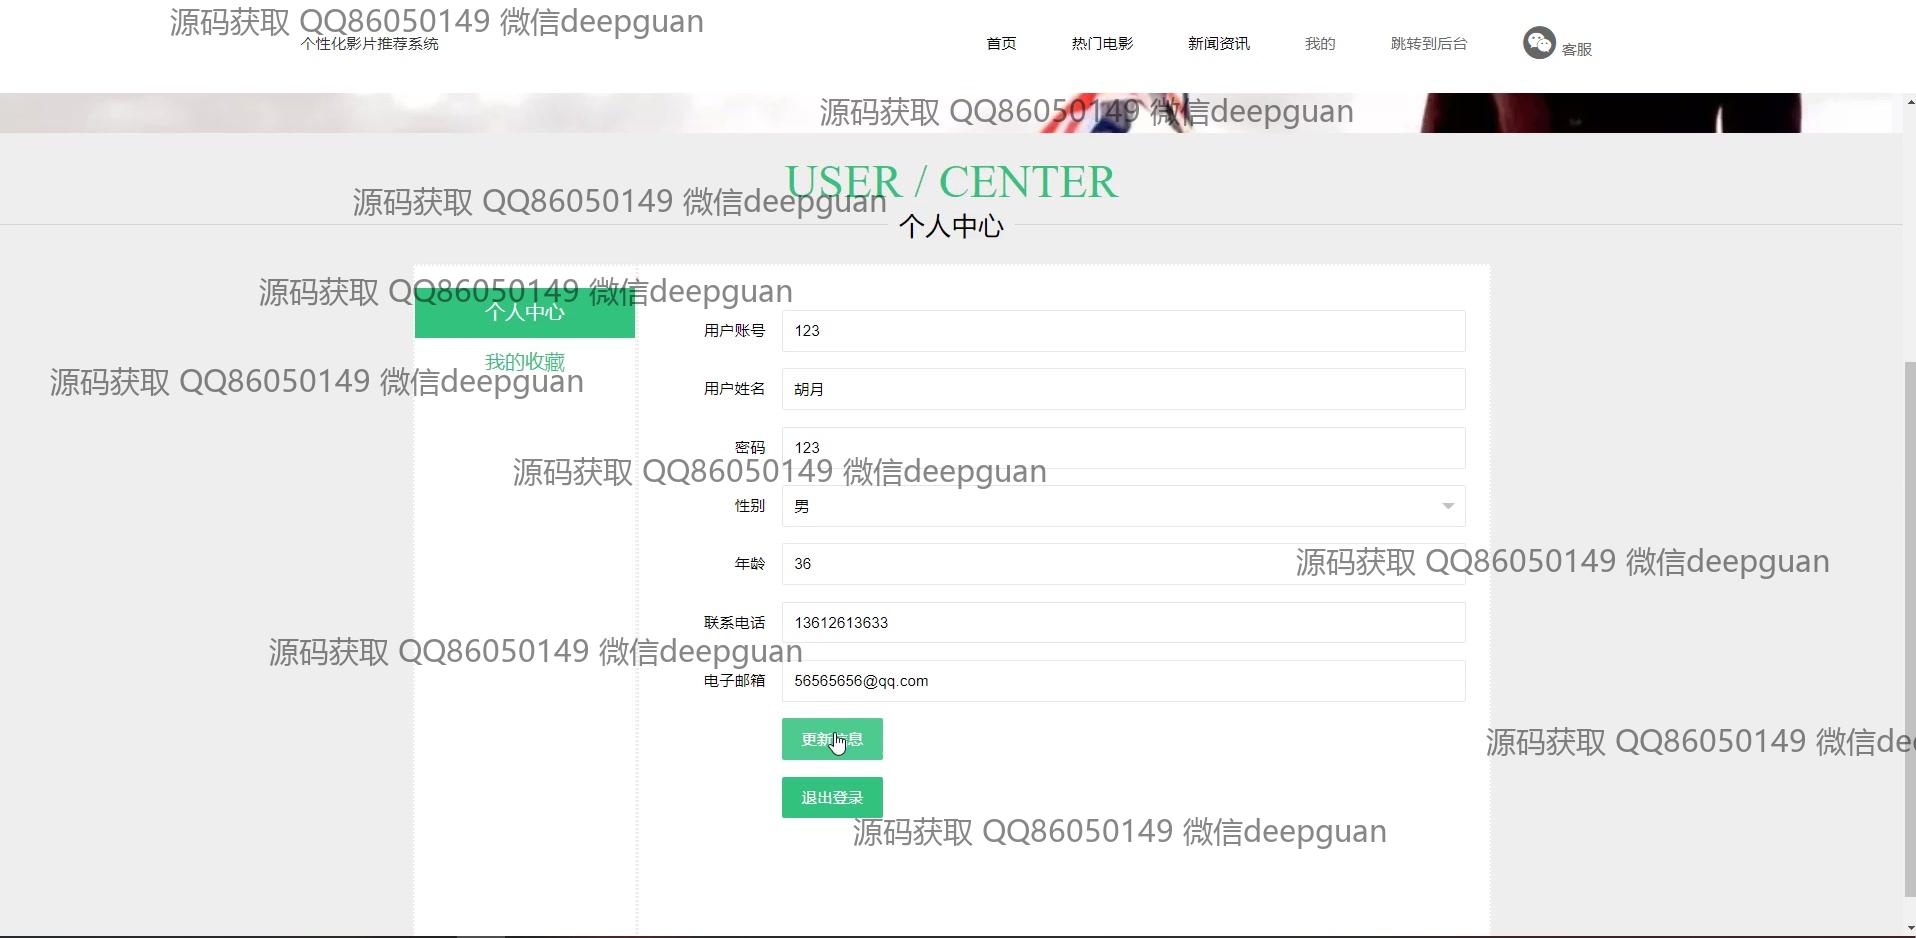 源码获取 QQ86050149 微信deepguan
个性化影片推荐系统
首页 热门电影 新闻资讯 我的 跳转到后台 客服
源码获取 QQ86050149 微信deepguan
USER / CENTER
源码获取 QQ86050149 微信deepguan
个人中心
源码获取 QQ86050149 微信deepguan
个人中心
用户账号 123
我的收藏
源码获取 QQ86050149 微信deepguan
用户姓名 胡月
密码 123
源码获取 QQ86050149 微信deepguan
性别 男
年龄 36
源码获取 QQ86050149 微信deepguan
联系电话 13612613633
源码获取 QQ86050149 微信deepguan
电子邮箱 56565656@qq.com
更新信息
源码获取 QQ86050149 微信dee
退出登录
源码获取 QQ86050149 微信deepguan